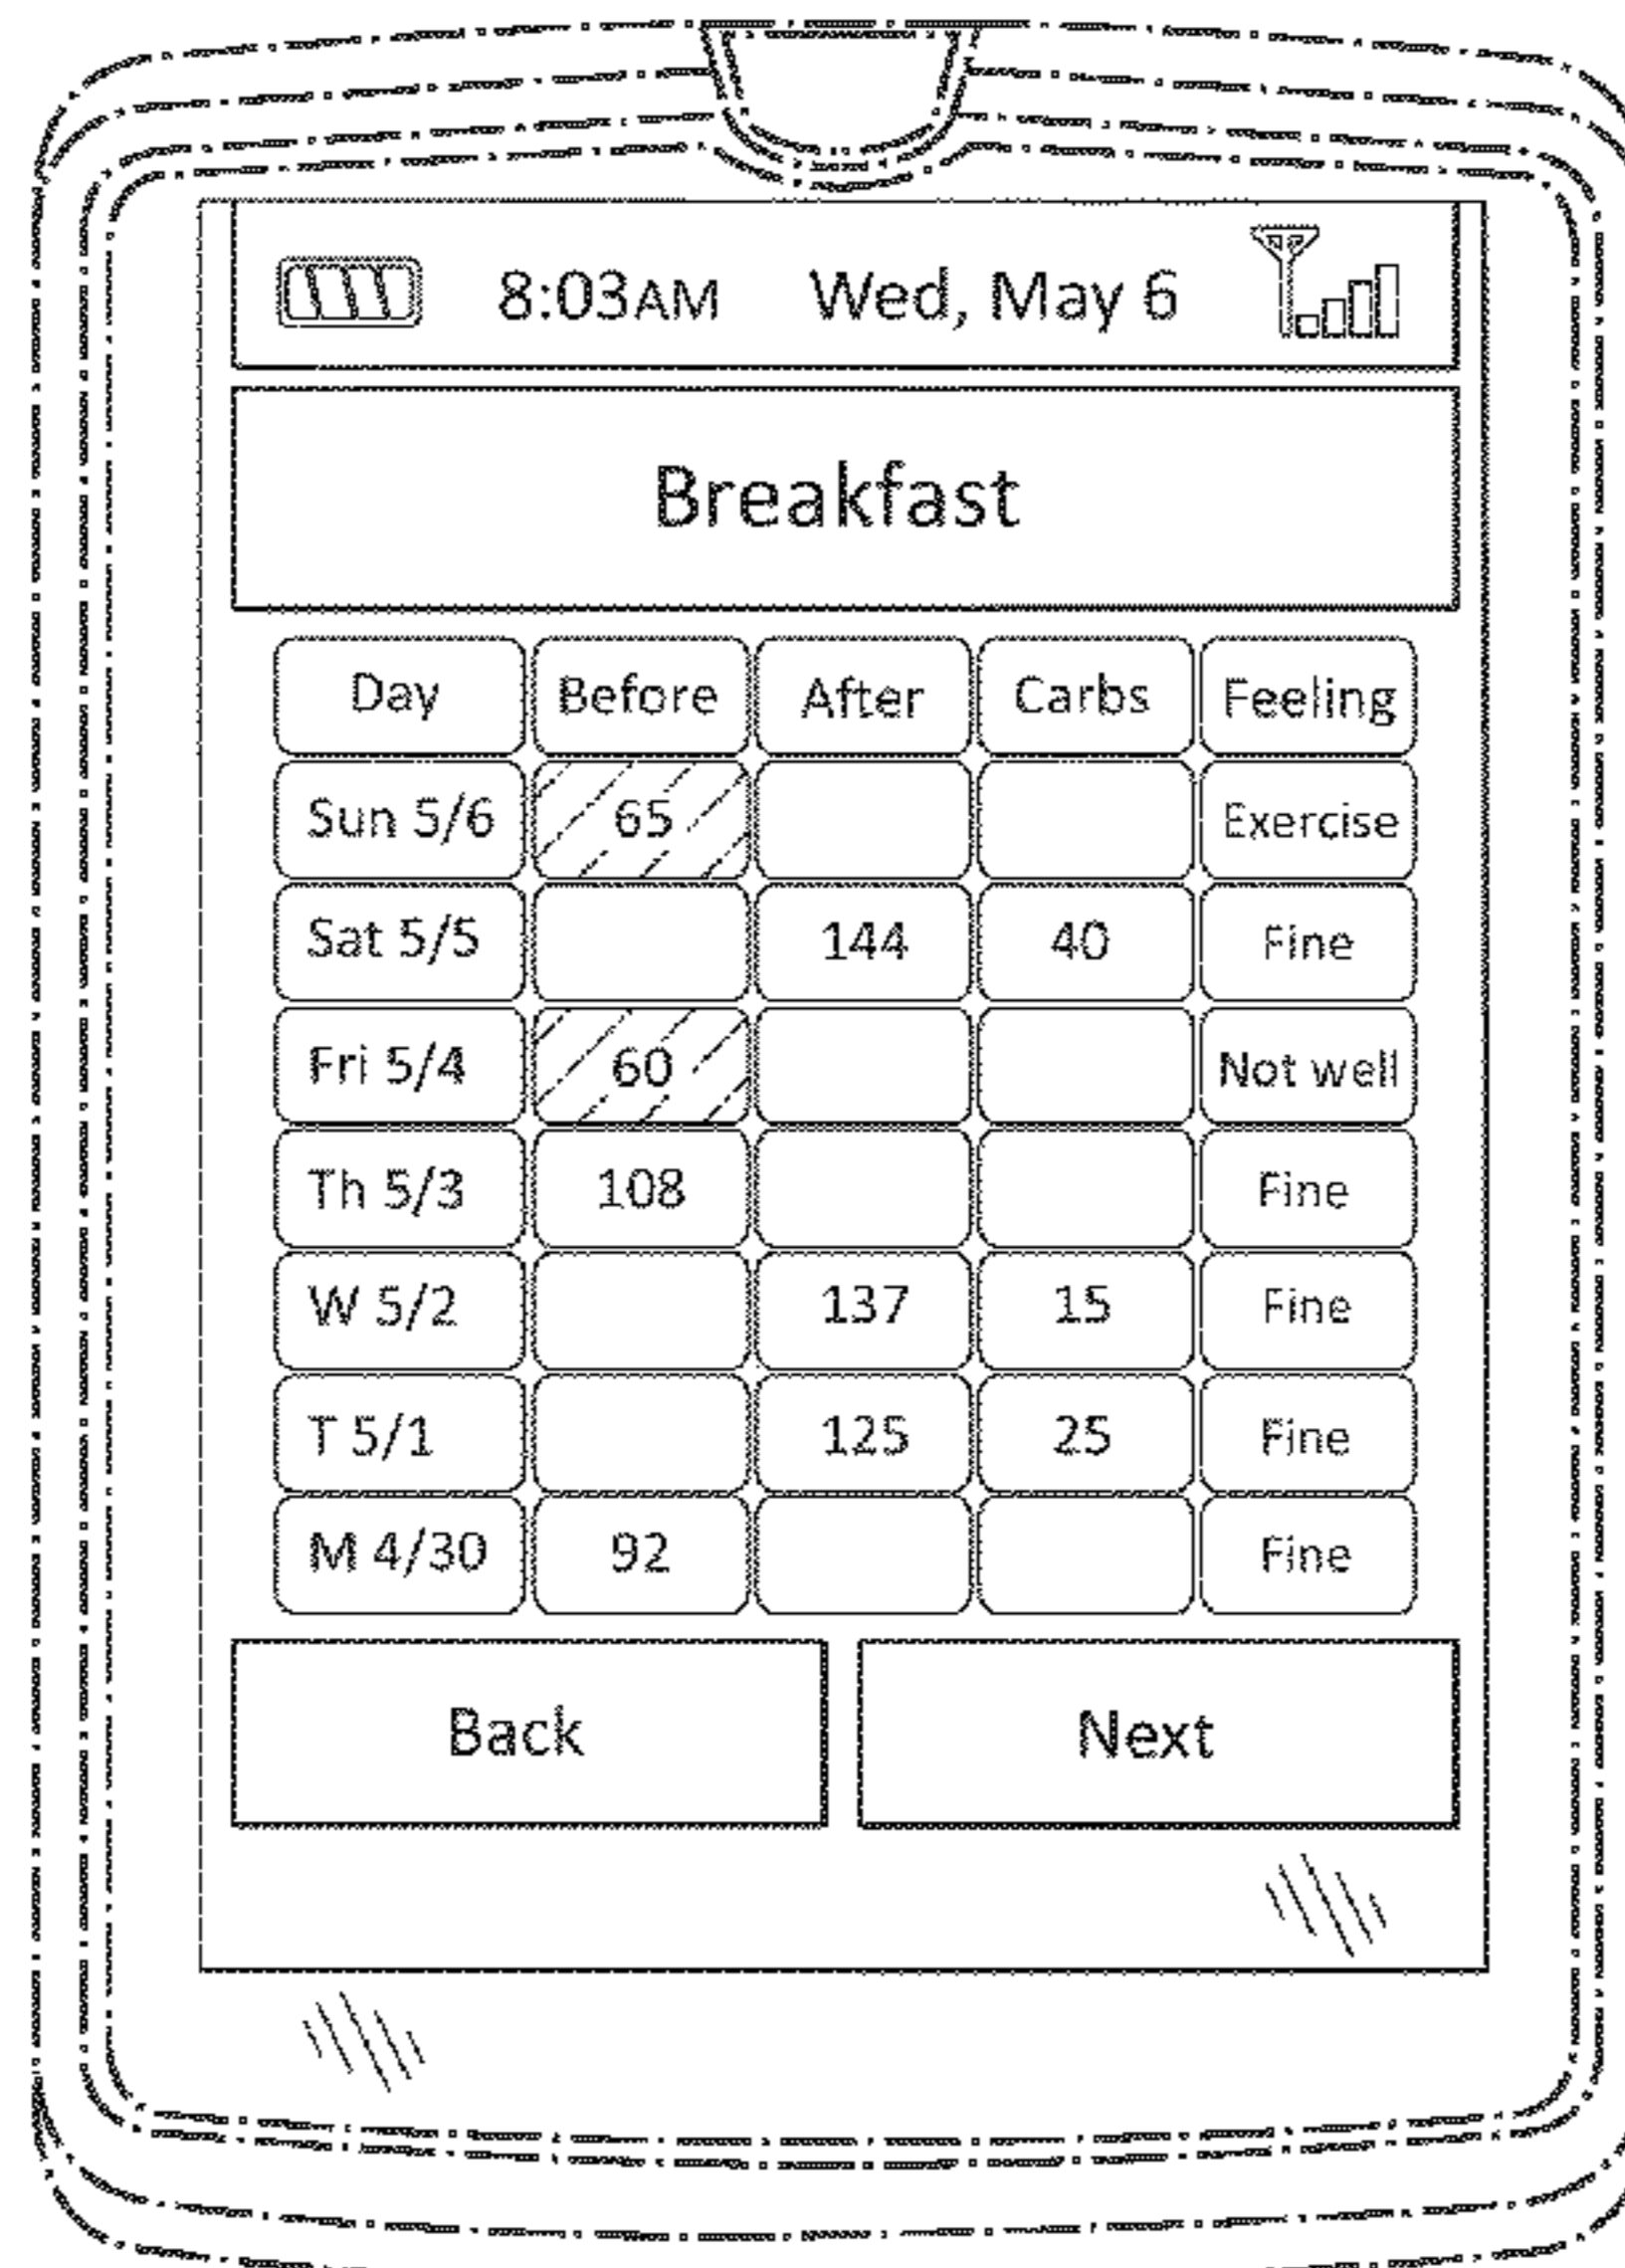 8:03AM Wed, May 6
Breakfast
Day Before After Carbs Feeling
Sun 5/6 65 Exercise
Sat 5/5 144 40 Fine
Fri 5/4 60 Not well
Th 5/3 108 Fine
W 5/2 137 15 Fine
T 5/1 125 25 Fine
M 4/30 92 Fine
Back Next